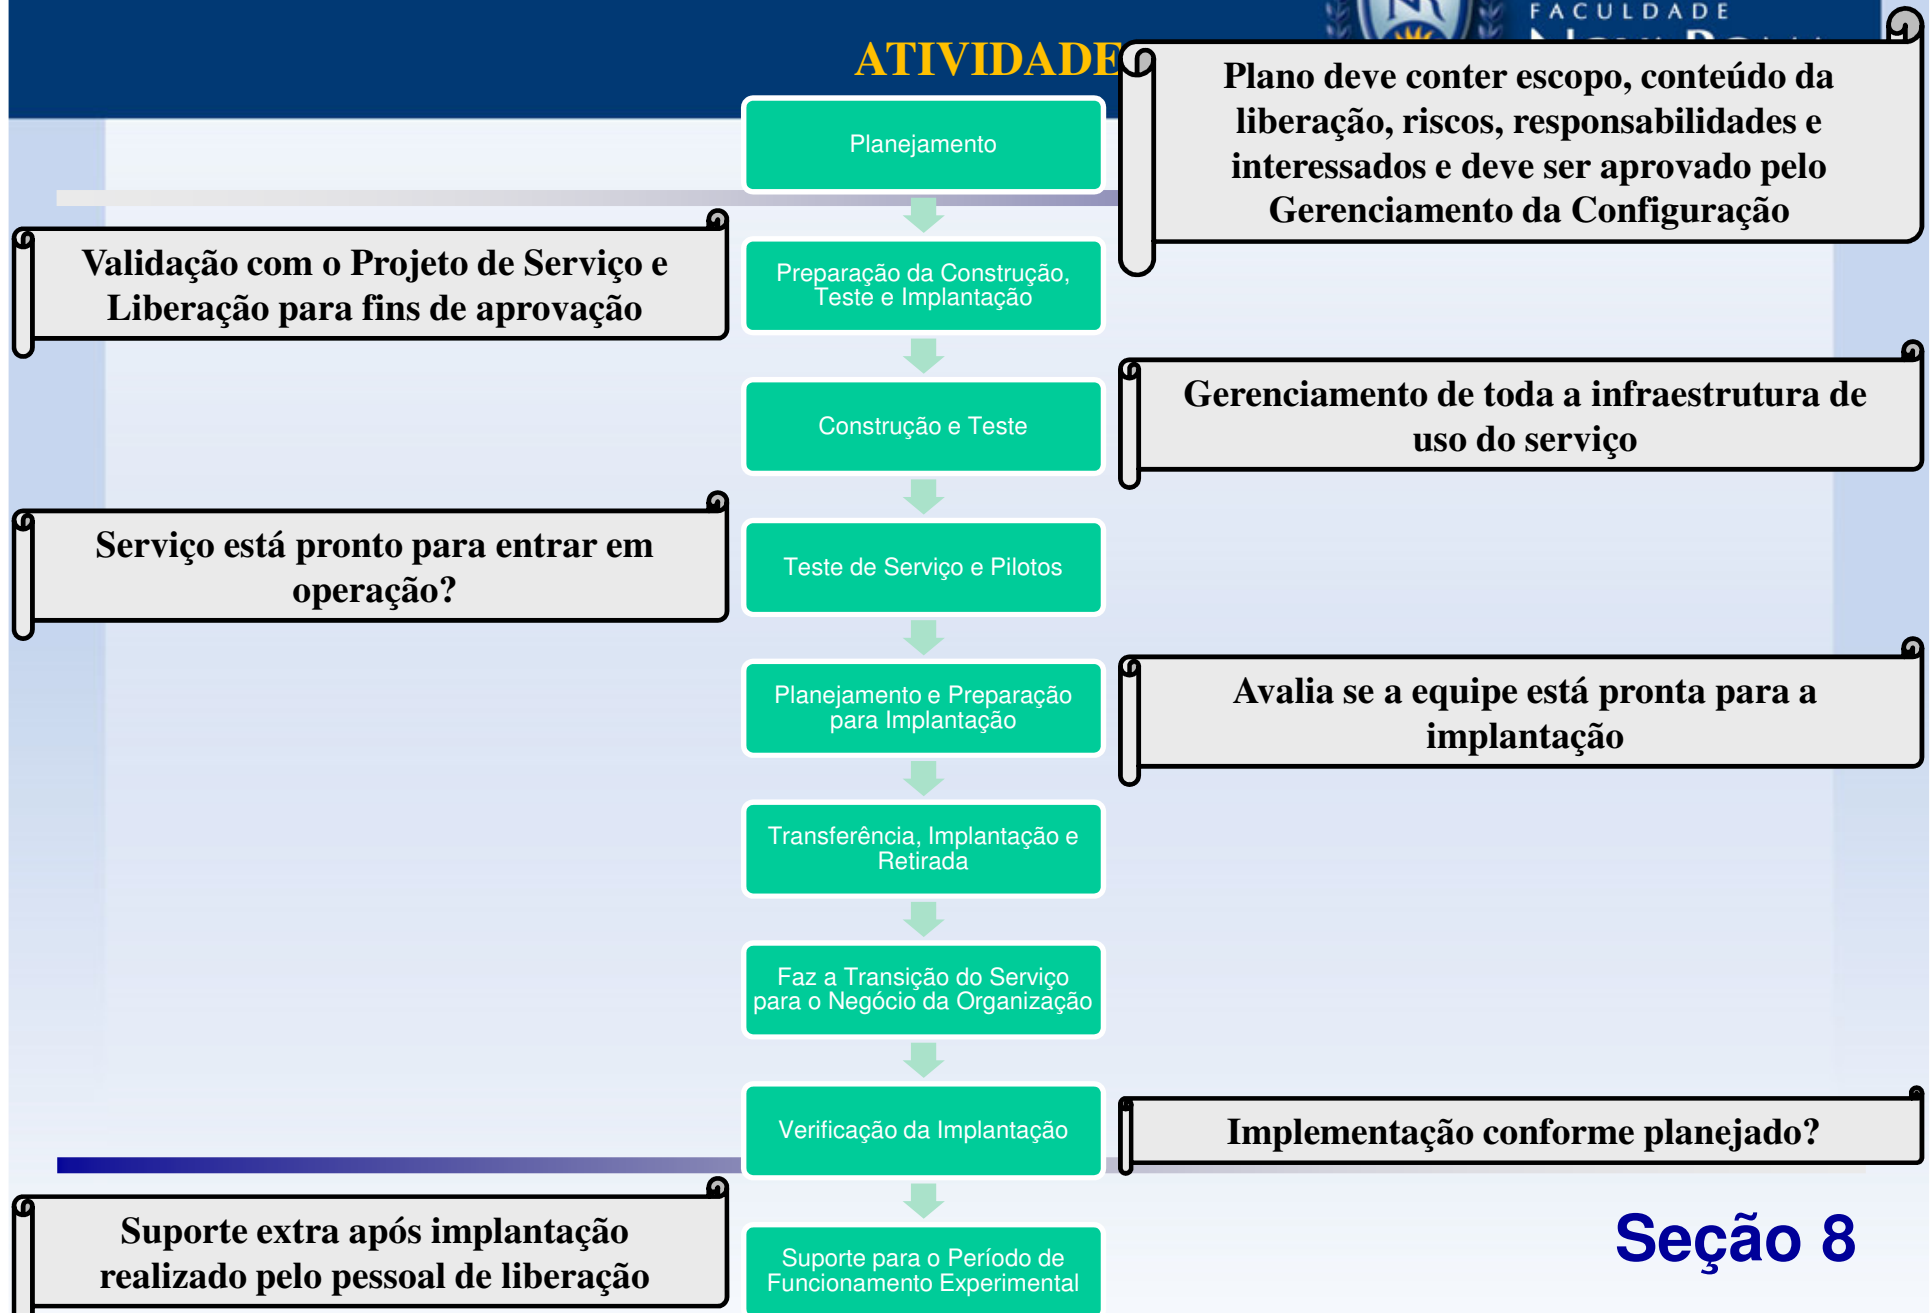 FACULDADE
ATIVIDADE
Plano deve conter escopo, conteúdo da
liberação, riscos, responsabilidades e
interessados e deve ser aprovado pelo
Gerenciamento da Configuração
Planejamento
Validação com o Projeto de Serviço e
Liberação para fins de aprovação
Preparação da Construção,
Teste e Implantação
Gerenciamento de toda a infraestrutura de
uso do serviço
Construção e Teste
Serviço está pronto para entrar em
operação?
Teste de Serviço e Pilotos
Avalia se a equipe está pronta para a
implantação
Planejamento e Preparação
para Implantação
Transferência, Implantação e
Retirada
Faz a Transição do Serviço
para o Negócio da Organização
Verificação da Implantação
Implementação conforme planejado?
Suporte extra após implantação
realizado pelo pessoal de liberação
Suporte para o Período de
Funcionamento Experimental
Seção 8